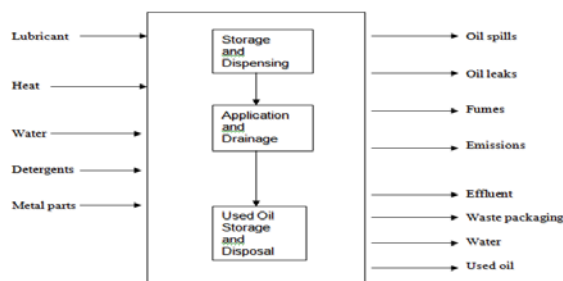 Lubricant
Heat
Water
Detergents
Metal parts
Storage
and
Dispensing
Application
and
Drainage
Used Oil
Storage
and
Disposal
Oil spills
Oil leaks
Fumes
Emissions
Effluent
Waste packaging
Water
Used oil